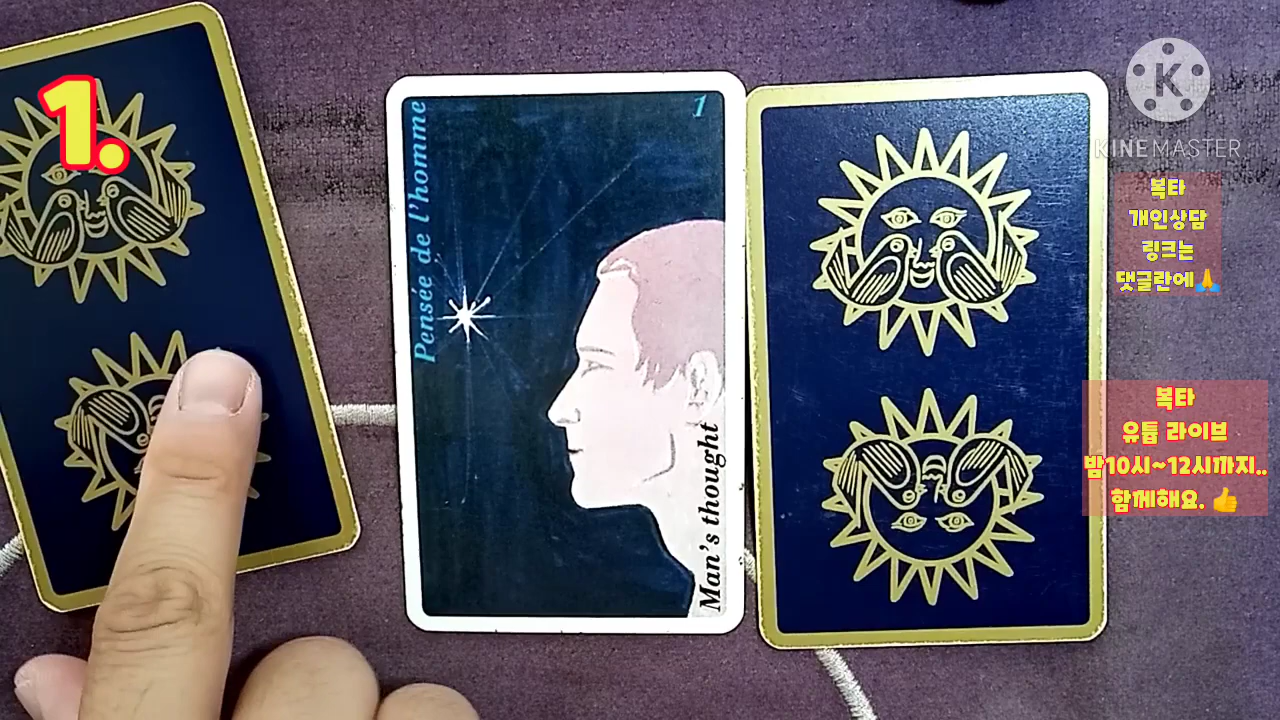 1.
Pensée de l'homme
1
Man's thought
K
KINEMASTER
복타
개인상담
링크는
댓글란에🙏
복타
유튭 라이브
밤10시~12시까지..
함께해요. 👍